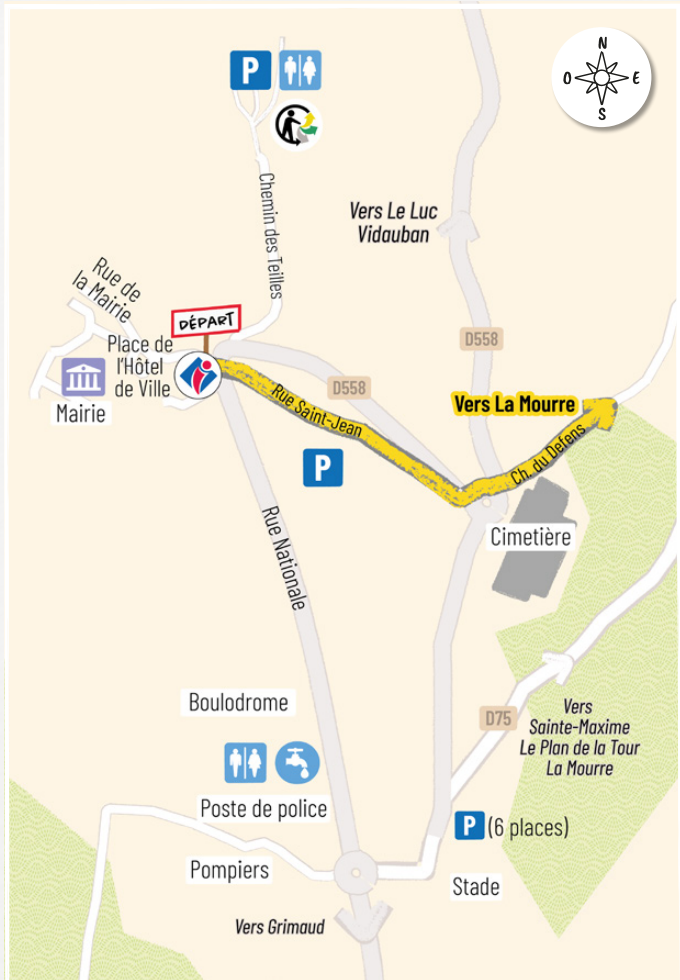 N
O E
S
P
Chemin des Teilles
Vers Le Luc
Vidauban
Rue de
la Mairie
DÉPART
Place de
l'Hôtel
de Ville
Mairie
D558
D558
Rue Saint-Jean
Vers La Mourre
Ch. du Defens
P
Cimetière
Rue Nationale
Boulodrome
D75
Vers
Sainte-Maxime
Le Plan de la Tour
La Mourre
Poste de police
P (6 places)
Pompiers
Stade
Vers Grimaud